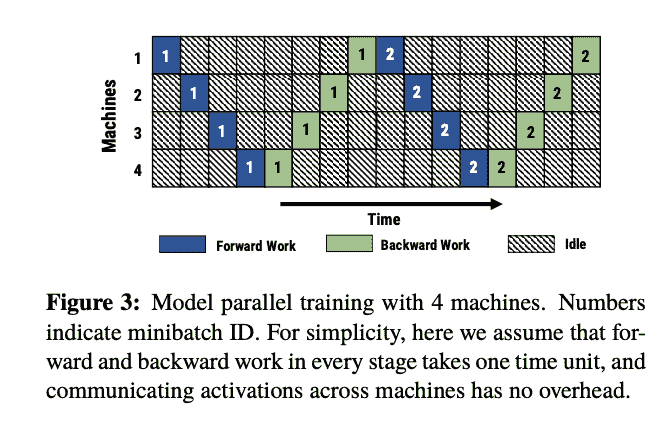 Machines
1 1 1 2 2
2 1 1 2 2
3 1 1 2 2
4 1 1 2 2
Time
Forward Work Backward Work Idle
Figure 3: Model parallel training with 4 machines. Numbers
indicate minibatch ID. For simplicity, here we assume that for-
ward and backward work in every stage takes one time unit, and
communicating activations across machines has no overhead.